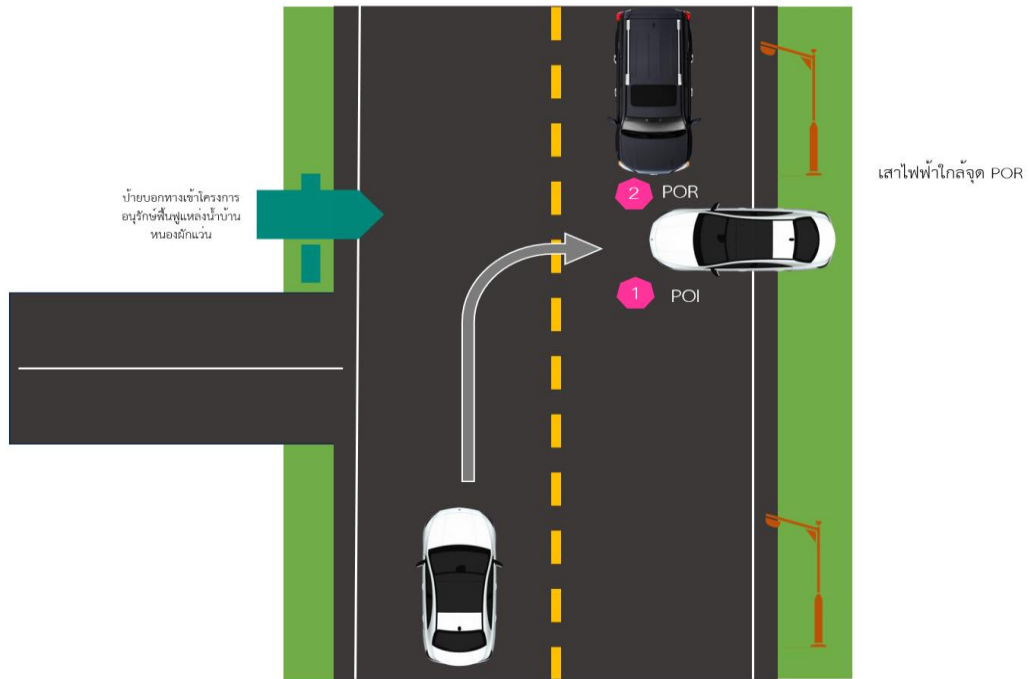 เสาไฟฟ้าใกล้จุด POR
ป้ายบอกทางเข้าโครงการ
อนุรักษ์ฟื้นฟูแหล่งน้ำบ้าน
หนองผักแว่น
2 POR
1 POI